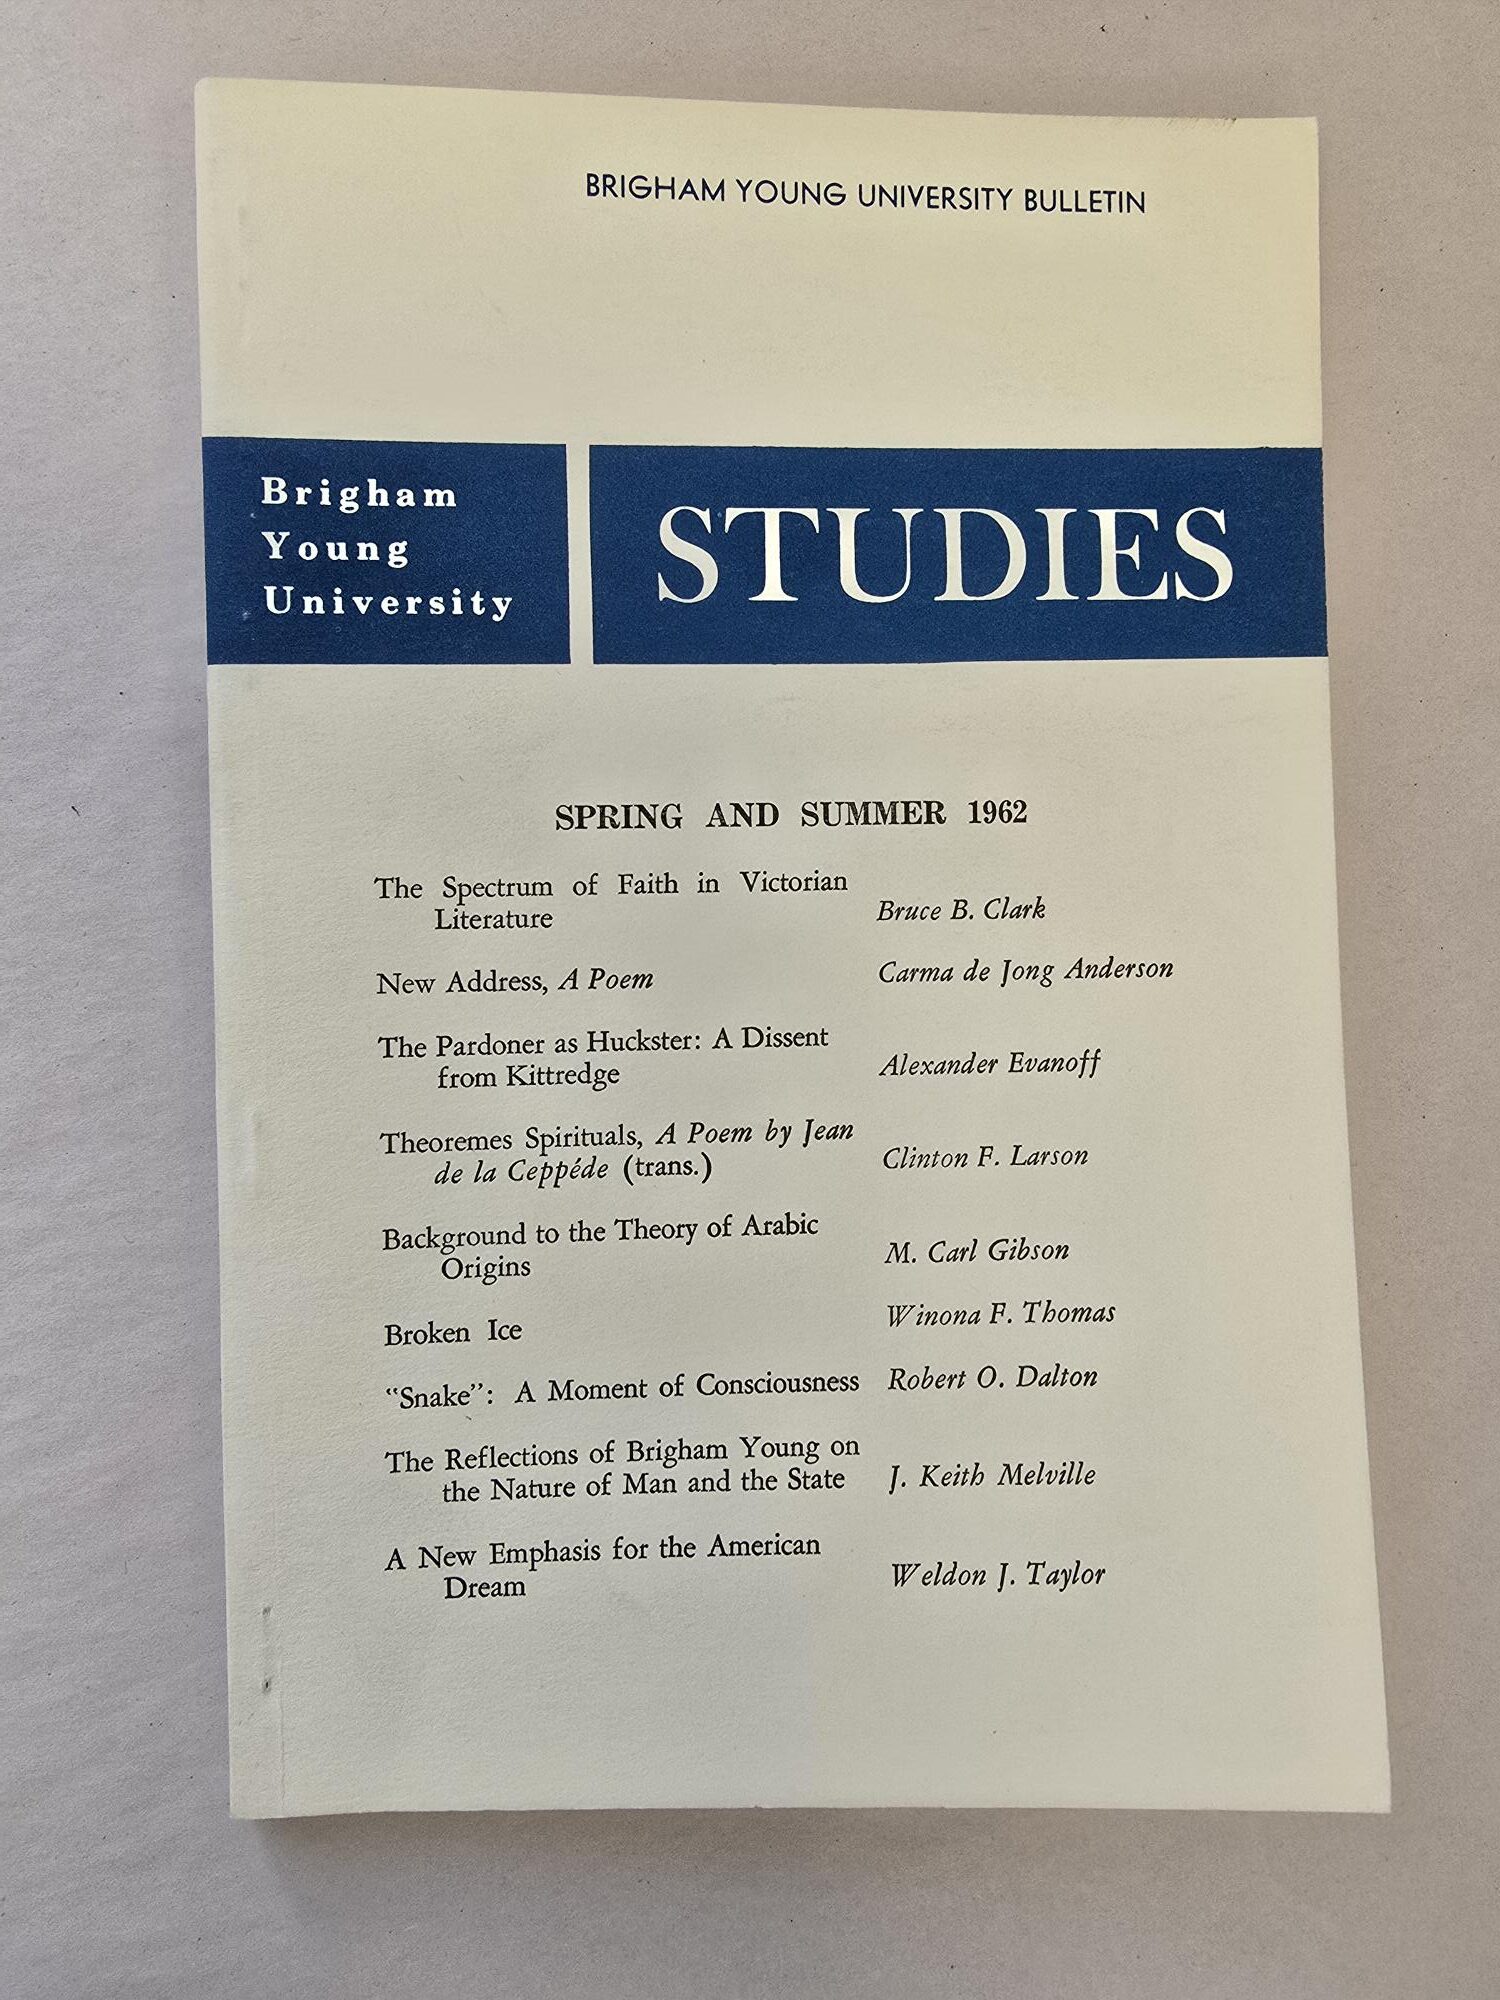 BRIGHAM YOUNG UNIVERSITY BULLETIN
Brigham
Young
University
STUDIES
SPRING AND SUMMER 1962
The Spectrum of Faith in Victorian
Literature
Bruce B. Clark
New Address, A Poem
Carma de Jong Anderson
The Pardoner as Huckster: A Dissent
from Kittredge
Alexander Evanoff
Theoremes Spirituals, A Poem by Jean
de la Ceppéde (trans.)
Clinton F. Larson
Background to the Theory of Arabic
Origins
M. Carl Gibson
Broken Ice
Winona F. Thomas
"Snake": A Moment of Consciousness
Robert O. Dalton
The Reflections of Brigham Young on
the Nature of Man and the State
J. Keith Melville
A New Emphasis for the American
Dream
Weldon J. Taylor